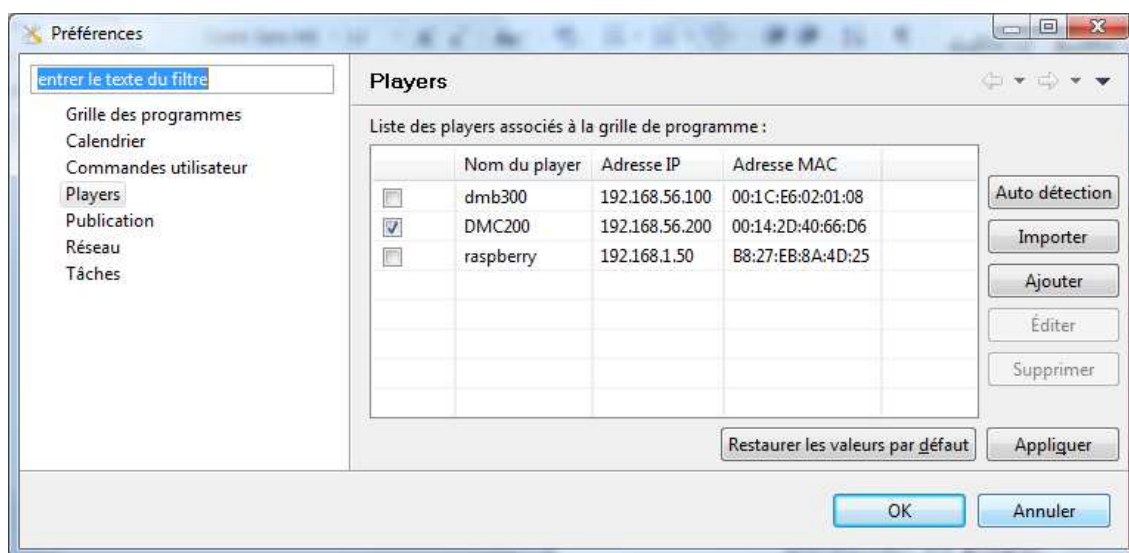 Préférences
entrer le texte du filtre
Grille des programmes
Calendrier
Commandes utilisateur
Players
Publication
Réseau
Tâches
Players
Liste des players associés à la grille de programme :
Nom du player Adresse IP Adresse MAC
dmb300 192.168.56.100 00:1C:E6:02:01:08
DMC200 192.168.56.200 00:14:2D:40:66:D6
raspberry 192.168.1.50 B8:27:EB:8A:4D:25
Auto détection
Importer
Ajouter
Éditer
Supprimer
Restaurer les valeurs par défaut Appliquer
OK Annuler